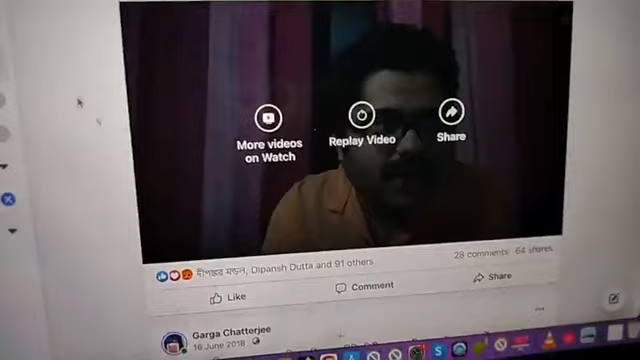 More videos
on Watch
Replay Video
Share
দীপঙ্কর মন্ডল, Dipansh Dutta and 91 others
28 comments 64 shares
Like
Comment
Share
Garga Chatterjee
16 June 2018